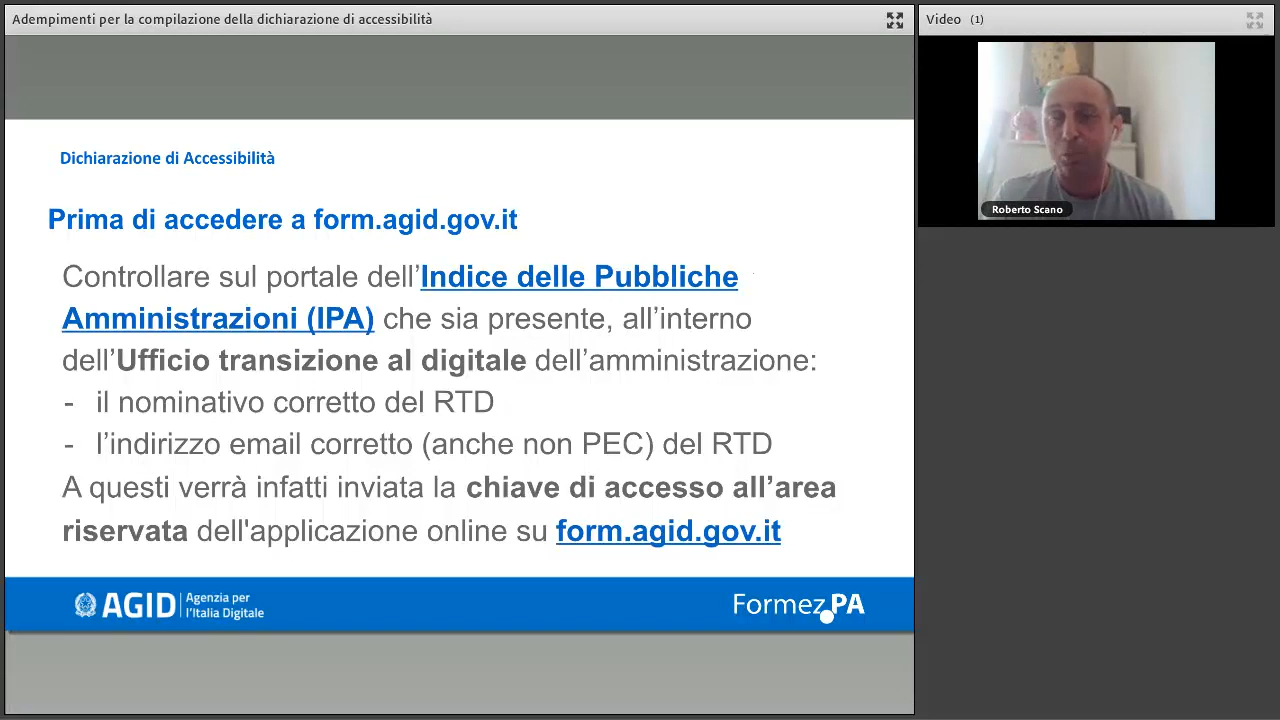 Adempimenti per la compilazione della dichiarazione di accessibilità
Video (1)
Roberto Scano
Dichiarazione di Accessibilità
Prima di accedere a form.agid.gov.it
Controllare sul portale dell’Indice delle Pubbliche
Amministrazioni (IPA) che sia presente, all’interno
dell’Ufficio transizione al digitale dell’amministrazione:
- il nominativo corretto del RTD
- l’indirizzo email corretto (anche non PEC) del RTD
A questi verrà infatti inviata la chiave di accesso all’area
riservata dell'applicazione online su form.agid.gov.it
AGID Agenzia per
l’Italia Digitale
Formez PA